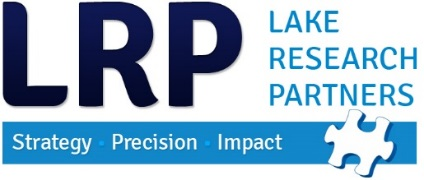 LRP
LAKE
RESEARCH
PARTNERS
Strategy · Precision · Impact